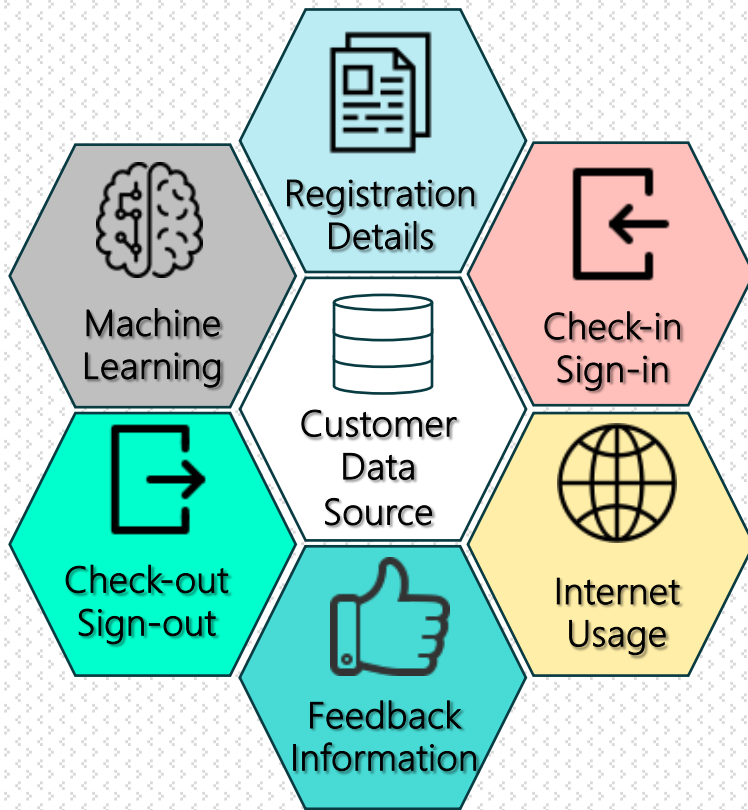 Registration
Details
Machine
Learning
Check-in
Sign-in
Customer
Data
Source
Check-out
Sign-out
Internet
Usage
Feedback
Information